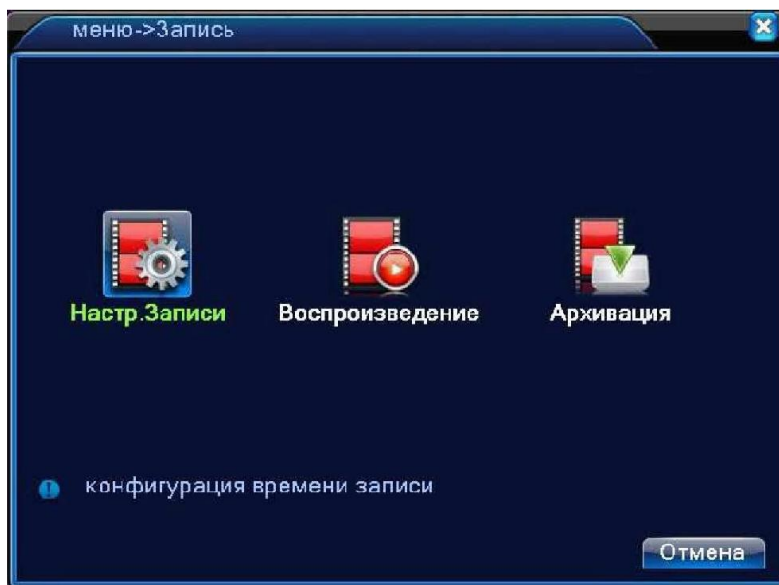 меню->Запись
Настр.Записи
Воспроизведение
Архивация
конфигурация времени записи
Отмена